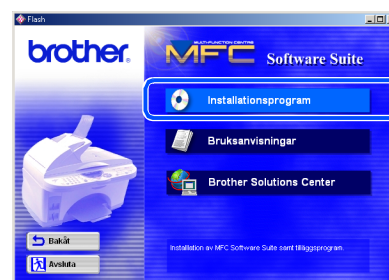 Flash
brother.
MULTI-FUNCTION CENTRE
MFC Software Suite
Installationsprogram
Bruksanvisningar
Brother Solutions Center
Bakåt
Avsluta
Installation av MFC Software Suite samt tilläggsprogram.